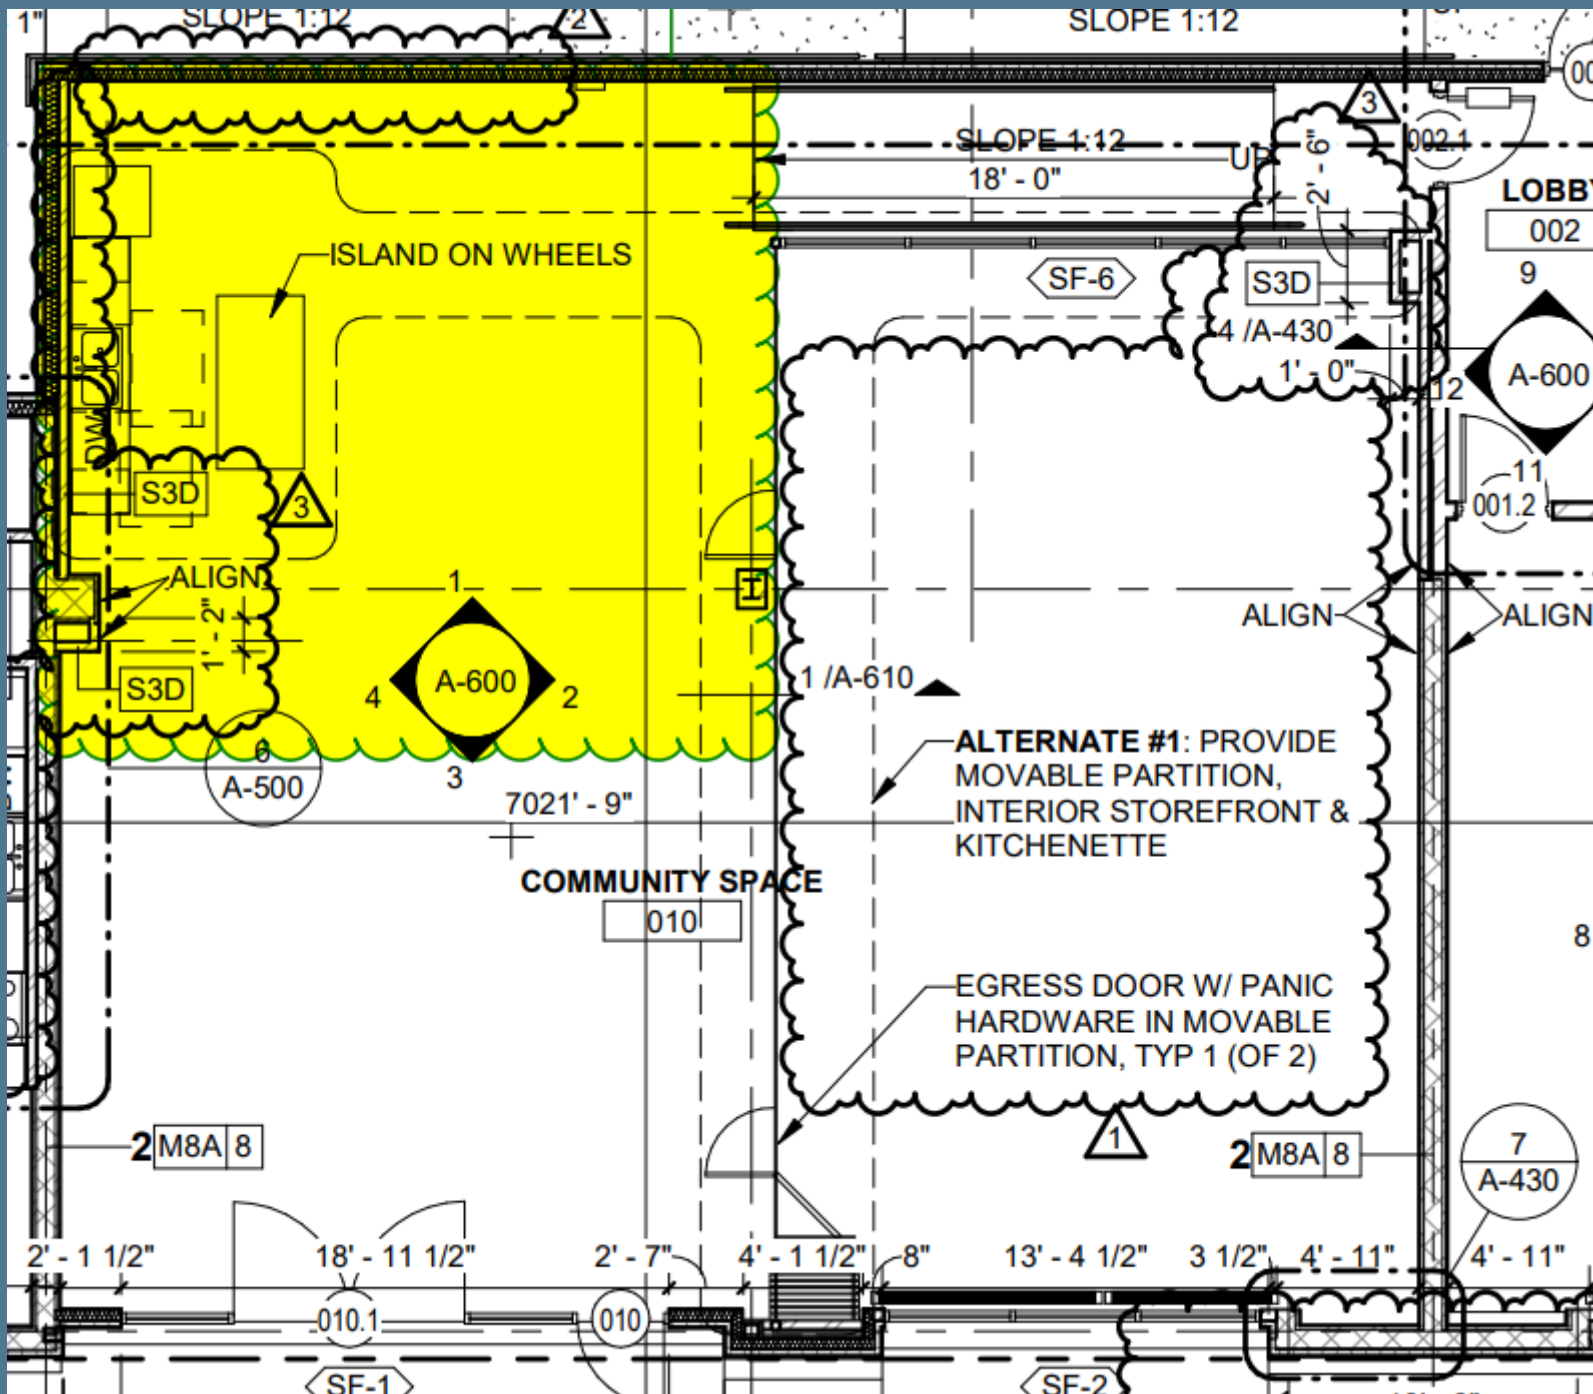 1"
SLOPE 1:12
2
SLOPE 1:12
3
002.1
SLOPE 1:12
UP
18' - 0"
2' - 6"
LOBBY
002
ISLAND ON WHEELS
SF-6
S3D
9
4 /A-430
1' - 0"
12
A-600
DW
S3D
3
11
001.2
ALIGN
1
1' - 2"
ALIGN
ALIGN
S3D
4
A-600
2
1 /A-610
3
6
A-500
ALTERNATE #1: PROVIDE
MOVABLE PARTITION,
INTERIOR STOREFRONT &
KITCHENETTE
7021' - 9"
COMMUNITY SPACE
010
8
EGRESS DOOR W/ PANIC
HARDWARE IN MOVABLE
PARTITION, TYP 1 (OF 2)
1
2 M8A 8
2 M8A 8
7
A-430
2' - 1 1/2"
18' - 11 1/2"
2' - 7"
4' - 1 1/2"
8"
13' - 4 1/2"
3 1/2"
4' - 11"
4' - 11"
010.1
010
SF-1
SF-2